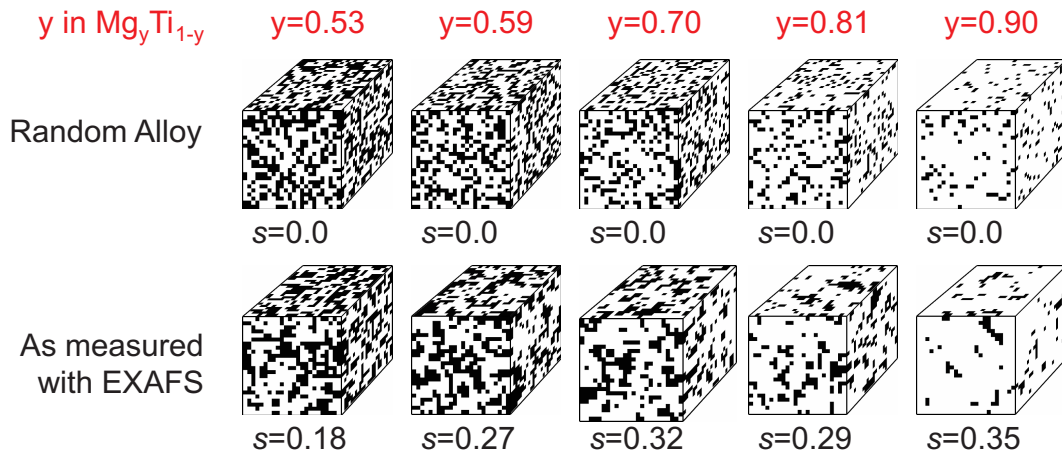 y in MgyTi1-y y=0.53 y=0.59 y=0.70 y=0.81 y=0.90
Random Alloy
s=0.0 s=0.0 s=0.0 s=0.0 s=0.0
As measured
with EXAFS
s=0.18 s=0.27 s=0.32 s=0.29 s=0.35